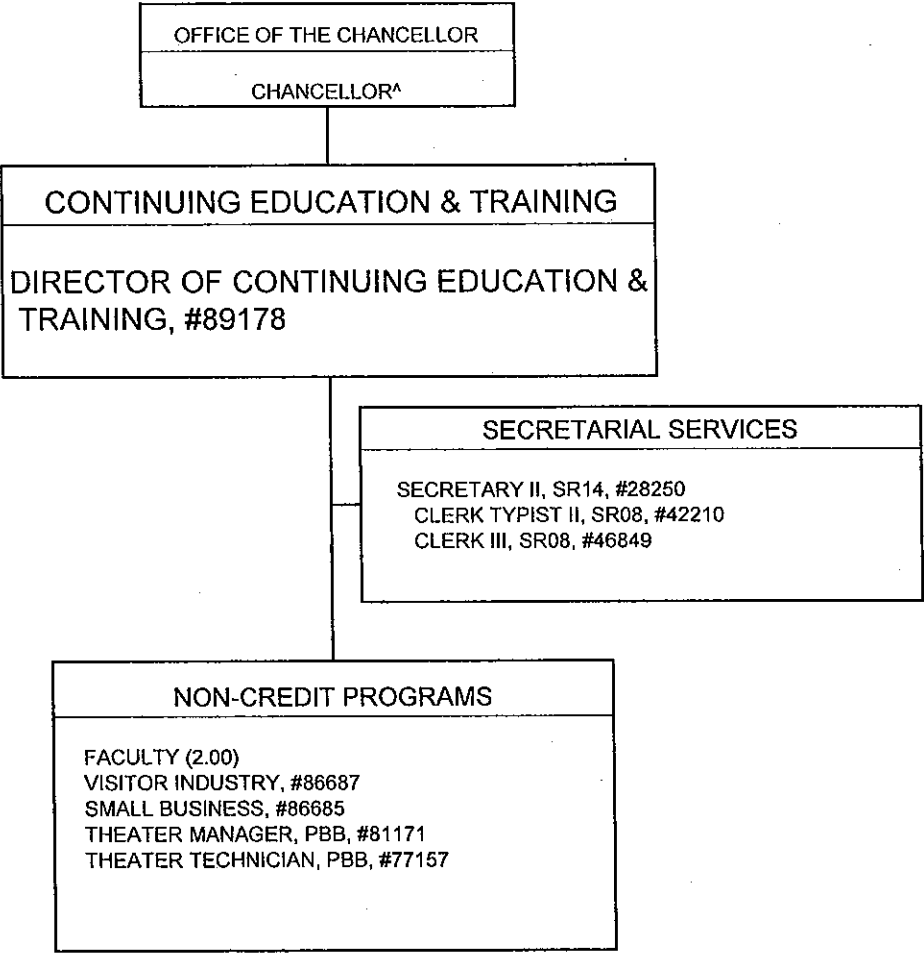 OFFICE OF THE CHANCELLOR
CHANCELLOR^
CONTINUING EDUCATION & TRAINING
DIRECTOR OF CONTINUING EDUCATION &
TRAINING, #89178
SECRETARIAL SERVICES
SECRETARY II, SR14, #28250
CLERK TYPIST II, SR08, #42210
CLERK III, SR08, #46849
NON-CREDIT PROGRAMS
FACULTY (2.00)
VISITOR INDUSTRY, #86687
SMALL BUSINESS, #86685
THEATER MANAGER, PBB, #81171
THEATER TECHNICIAN, PBB, #77157